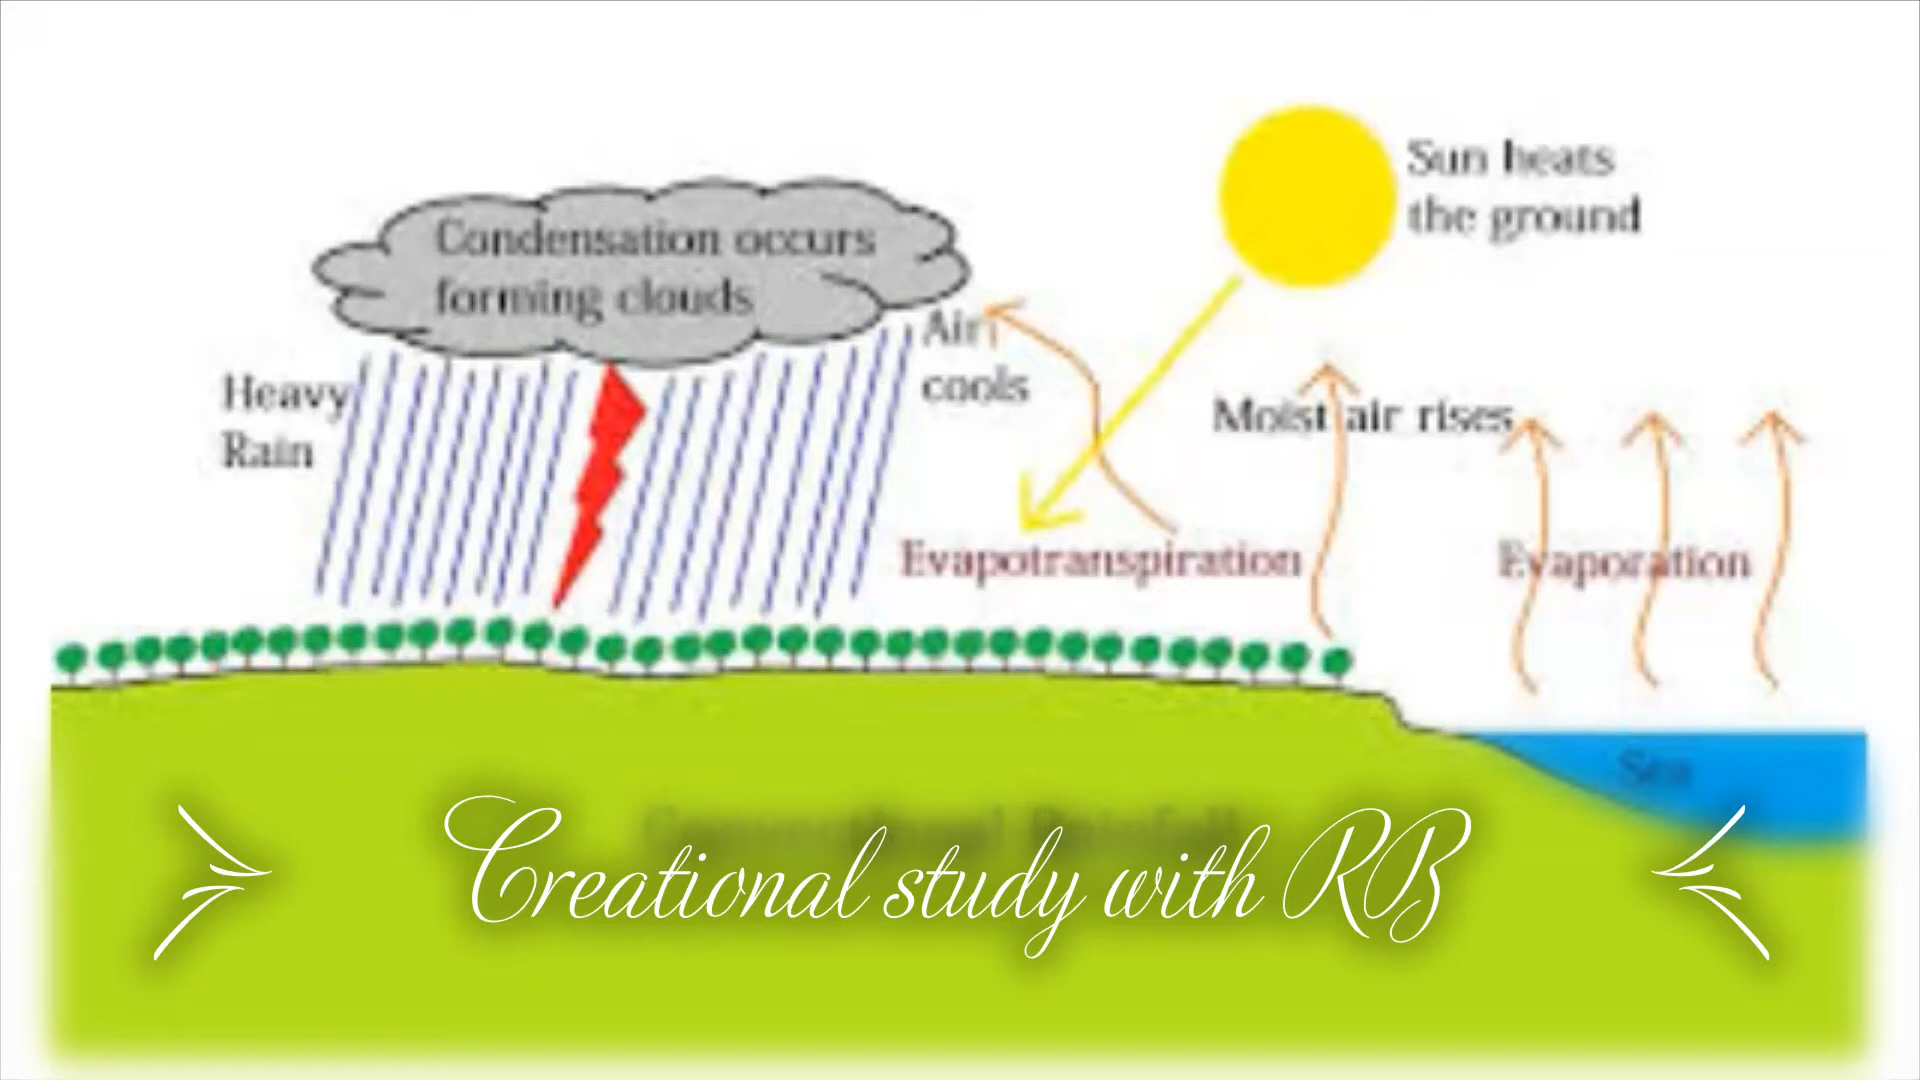 Sun heats
the ground
Condensation occurs
forming clouds
Air
cools
Heavy
Rain
Moist air rises
Evapotranspiration
Evaporation
Sea
Creational study with RB